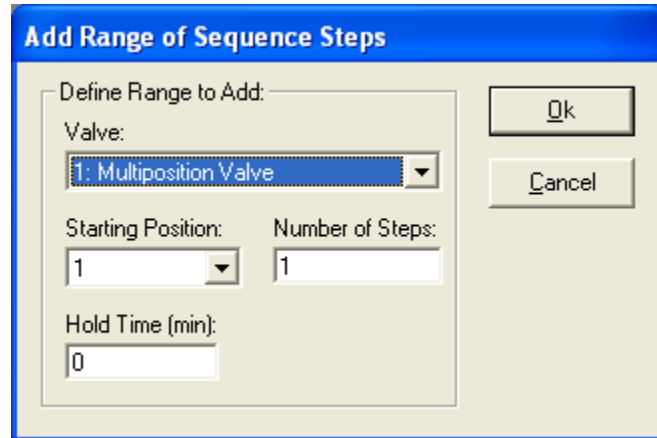 Add Range of Sequence Steps
Define Range to Add:
Valve:
1: Multiposition Valve
Starting Position:
Number of Steps:
1
1
Hold Time (min):
0
Ok
Cancel